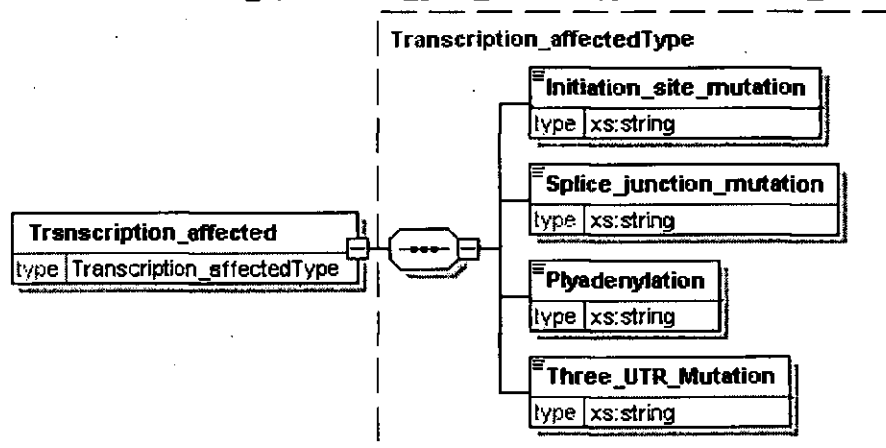 Transcription_affectedType
Initiation_site_mutation
type xs:string
Splice_junction_mutation
type xs:string
Trsnscription_affected
type Transcription_affectedType
Plyadenylation
type xs:string
Three_UTR_Mutation
type xs:string